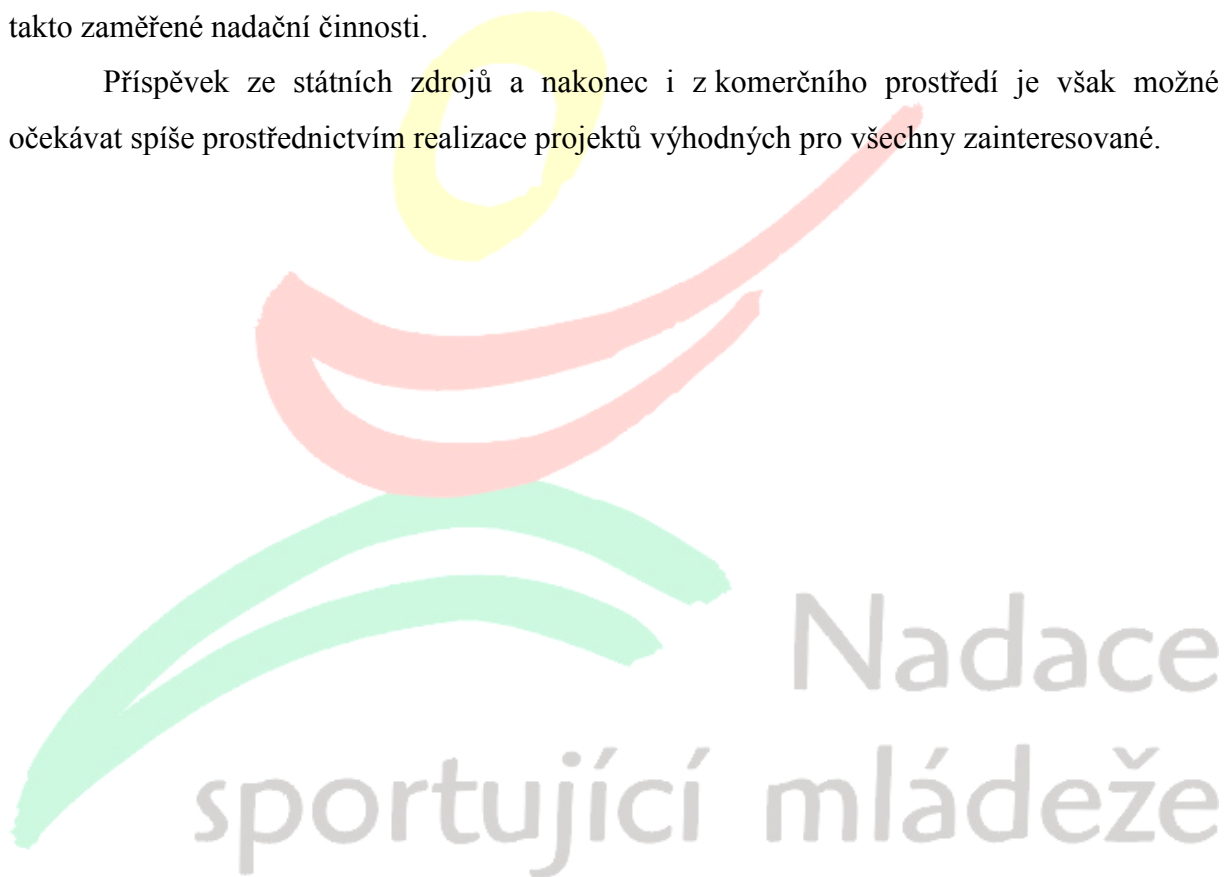 takto zaměřené nadační činnosti.
Příspěvek ze státních zdrojů a nakonec i z komerčního prostředí je však možné
očekávat spíše prostřednictvím realizace projektů výhodných pro všechny zainteresované.
Nadace
sportující mládeže